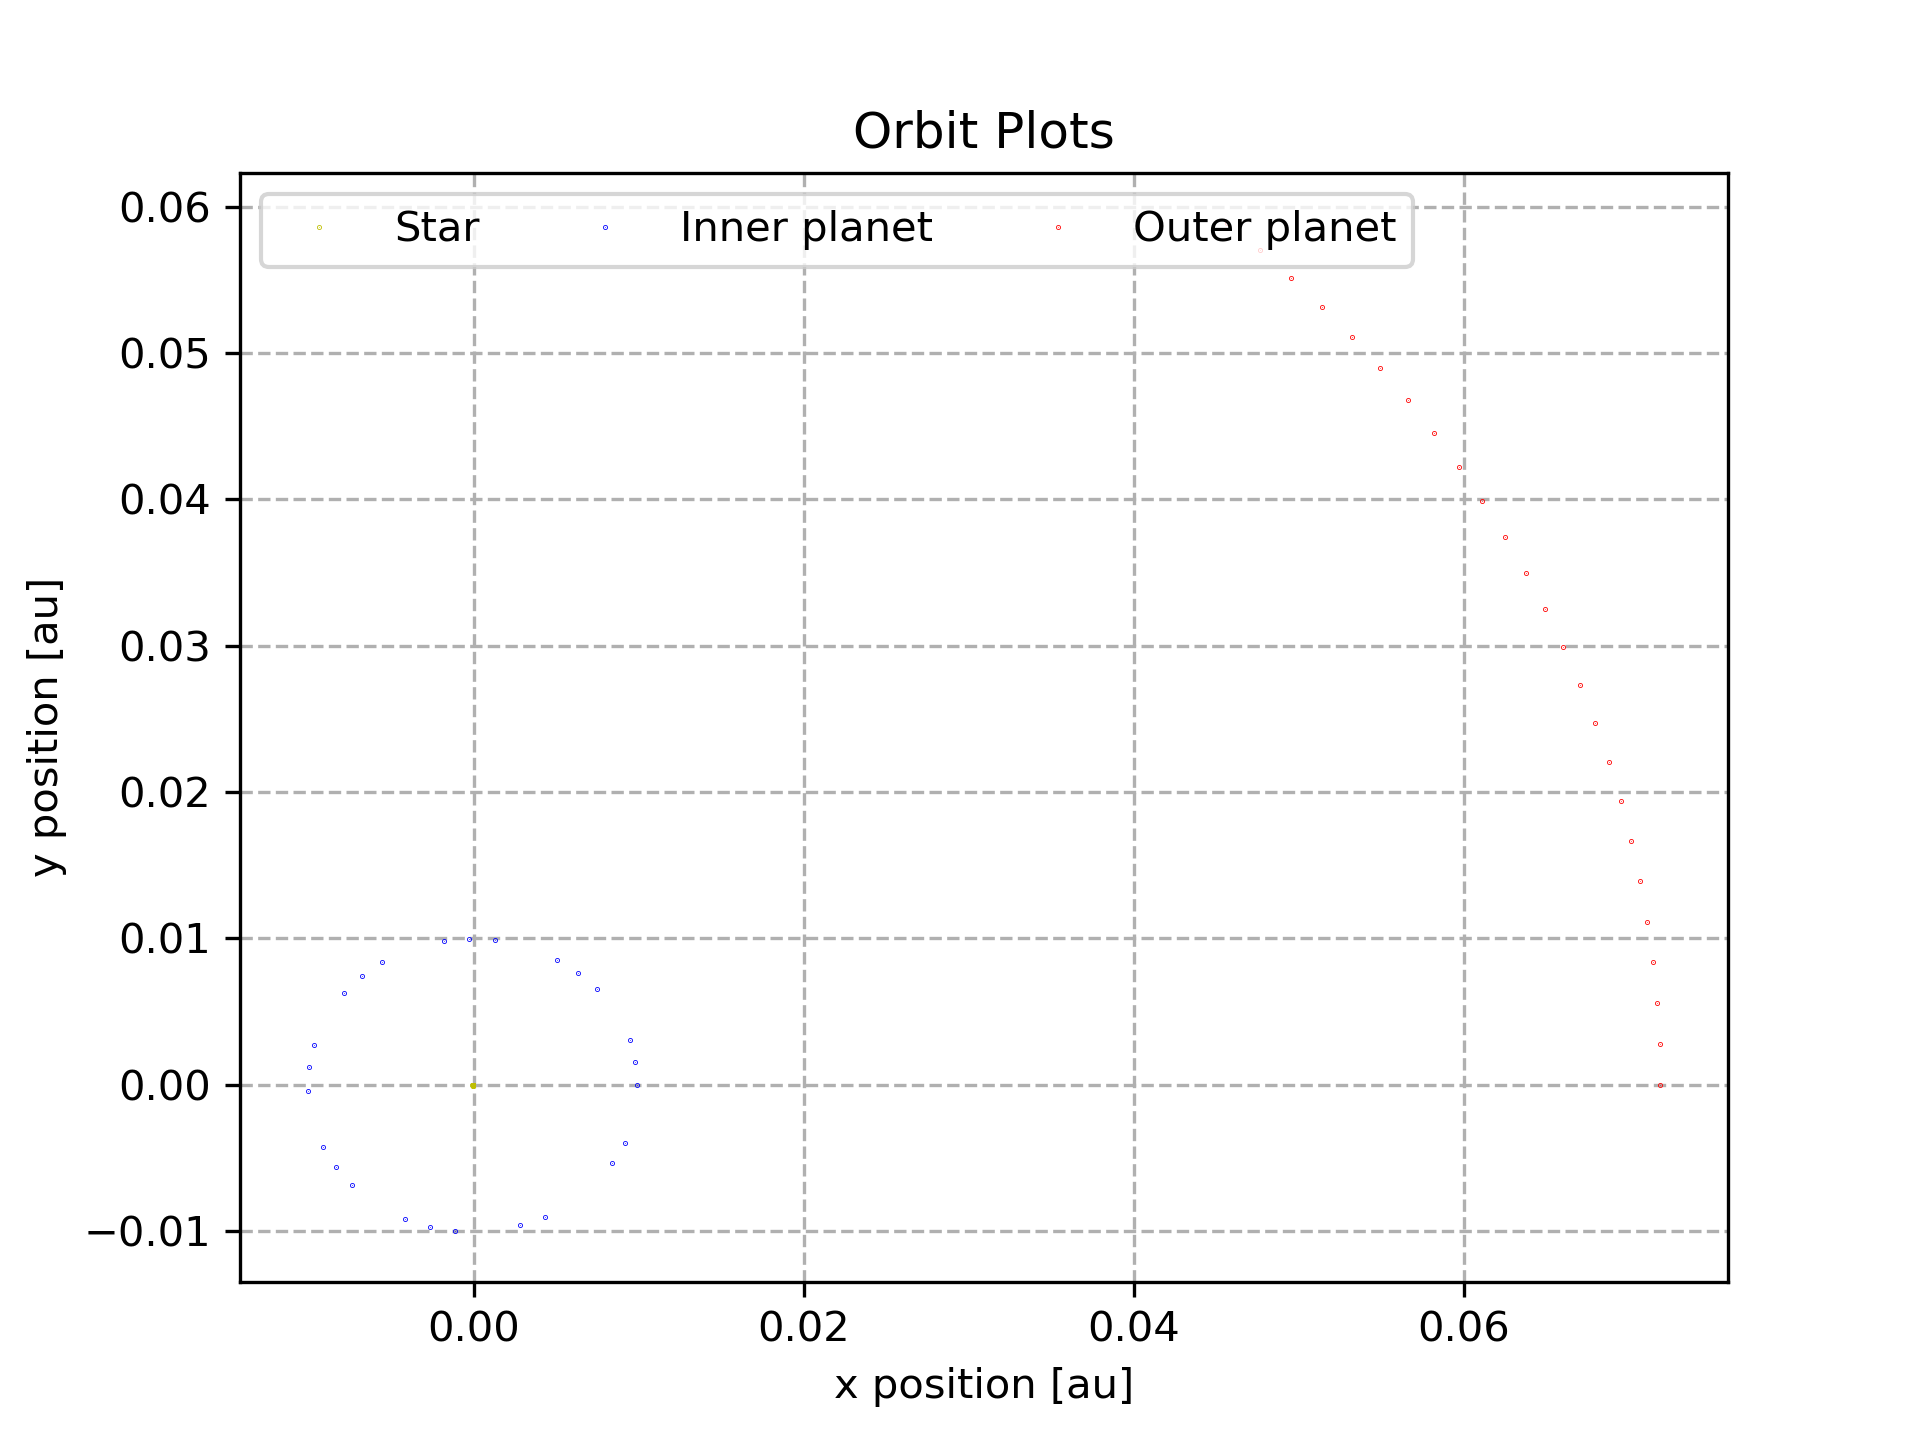 Orbit Plots
Star Inner planet Outer planet
0.06
0.05
0.04
0.03
0.02
0.01
0.00
−0.01
y position [au]
0.00 0.02 0.04 0.06
x position [au]